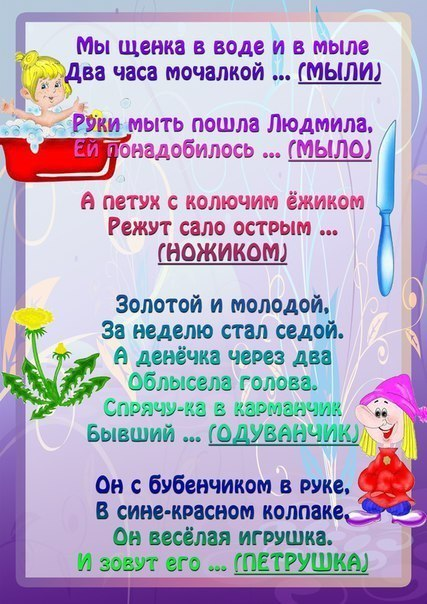 Мы щенка в воде и в мыле
Два часа мочалкой ... (МЫЛИ)
Руки мыть пошла Людмила,
Ей понадобилось ... (МЫЛО)
А петух с колючим ёжиком
Режут сало острым ...
(НОЖИКОМ)
Золотой и молодой,
За неделю стал седой.
А денёчка через два
Облысела голова.
Спрячу-ка в карманчик
Бывший ... (ОДУВАНЧИК)
Он с бубенчиком в руке,
В сине-красном колпаке.
Он весёлая игрушка.
И зовут его ... (ПЕТРУШКА)